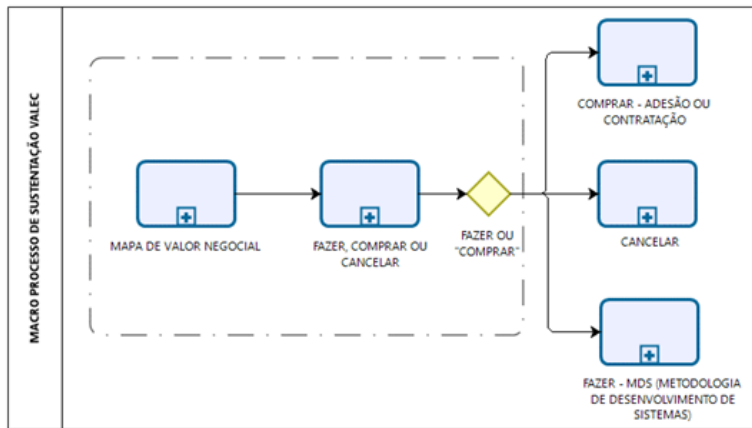 MACRO PROCESSO DE SUSTENTAÇÃO VALEC
MAPA DE VALOR NEGOCIAL
FAZER, COMPRAR OU
CANCELAR
FAZER OU
"COMPRAR"
COMPRAR - ADESÃO OU
CONTRATAÇÃO
CANCELAR
FAZER - MDS (METODOLOGIA
DE DESENVOLVIMENTO DE
SISTEMAS)